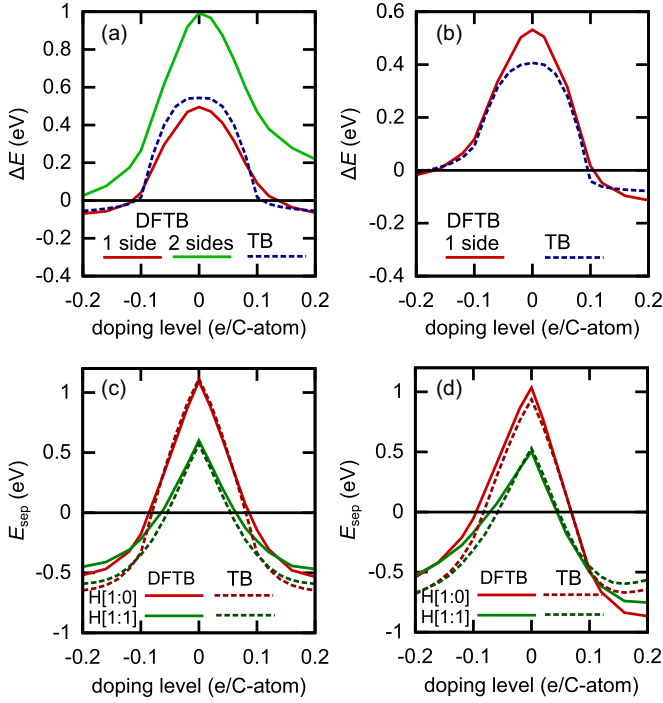 (a)
1
0.8
0.6
0.4
0.2
0
-0.2
-0.4
ΔE (eV)
DFTB
1 side 2 sides TB
-0.2 -0.1 0 0.1 0.2
doping level (e/C-atom)
(b)
0.6
0.4
0.2
0
-0.2
-0.4
ΔE (eV)
DFTB
1 side TB
-0.2 -0.1 0 0.1 0.2
doping level (e/C-atom)
(c)
1
0.5
0
-0.5
-1
Esep (eV)
DFTB TB
H[1:0]
H[1:1]
-0.2 -0.1 0 0.1 0.2
doping level (e/C-atom)
(d)
1
0.5
0
-0.5
-1
Esep (eV)
DFTB TB
H[1:0]
H[1:1]
-0.2 -0.1 0 0.1 0.2
doping level (e/C-atom)